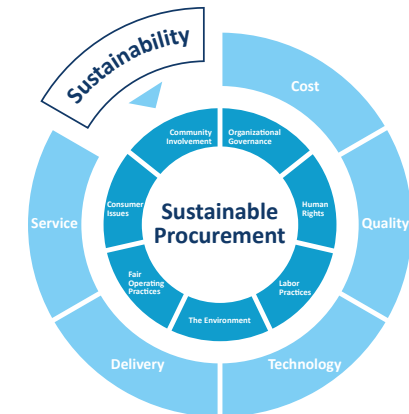 Sustainability
Cost
Community
Involvement
Organizational
Governance
Consumer
Issues
Human
Rights
Sustainable
Procurement
Service
Quality
Fair
Operating
Practices
Labor
Practices
The Environment
Delivery
Technology